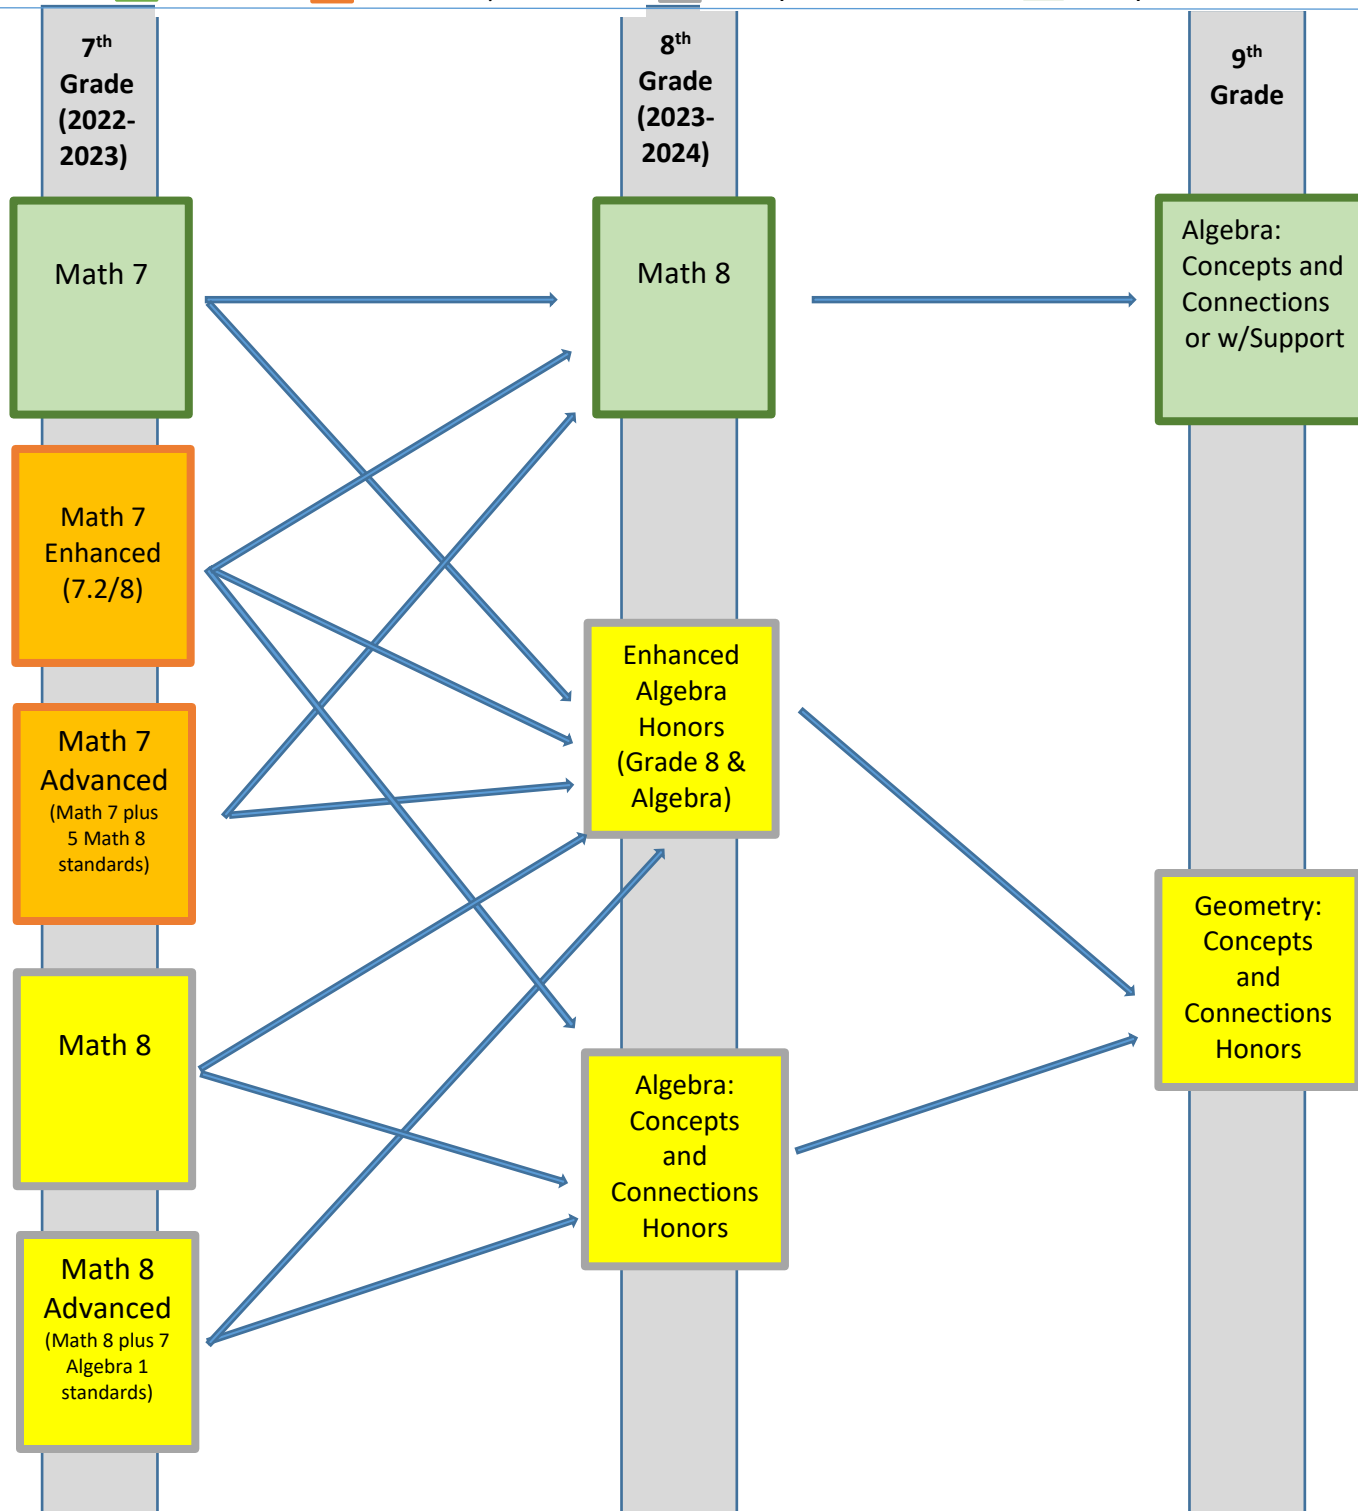 7th
Grade
(2022-
2023)
8th
Grade
(2023-
2024)
9th
Grade
Math 7
Math 8
Algebra:
Concepts and
Connections
or w/Support
Math 7
Enhanced
(7.2/8)
Enhanced
Algebra
Honors
(Grade 8 &
Algebra)
Math 7
Advanced
(Math 7 plus
5 Math 8
standards)
Geometry:
Concepts
and
Connections
Honors
Math 8
Algebra:
Concepts
and
Connections
Honors
Math 8
Advanced
(Math 8 plus 7
Algebra 1
standards)